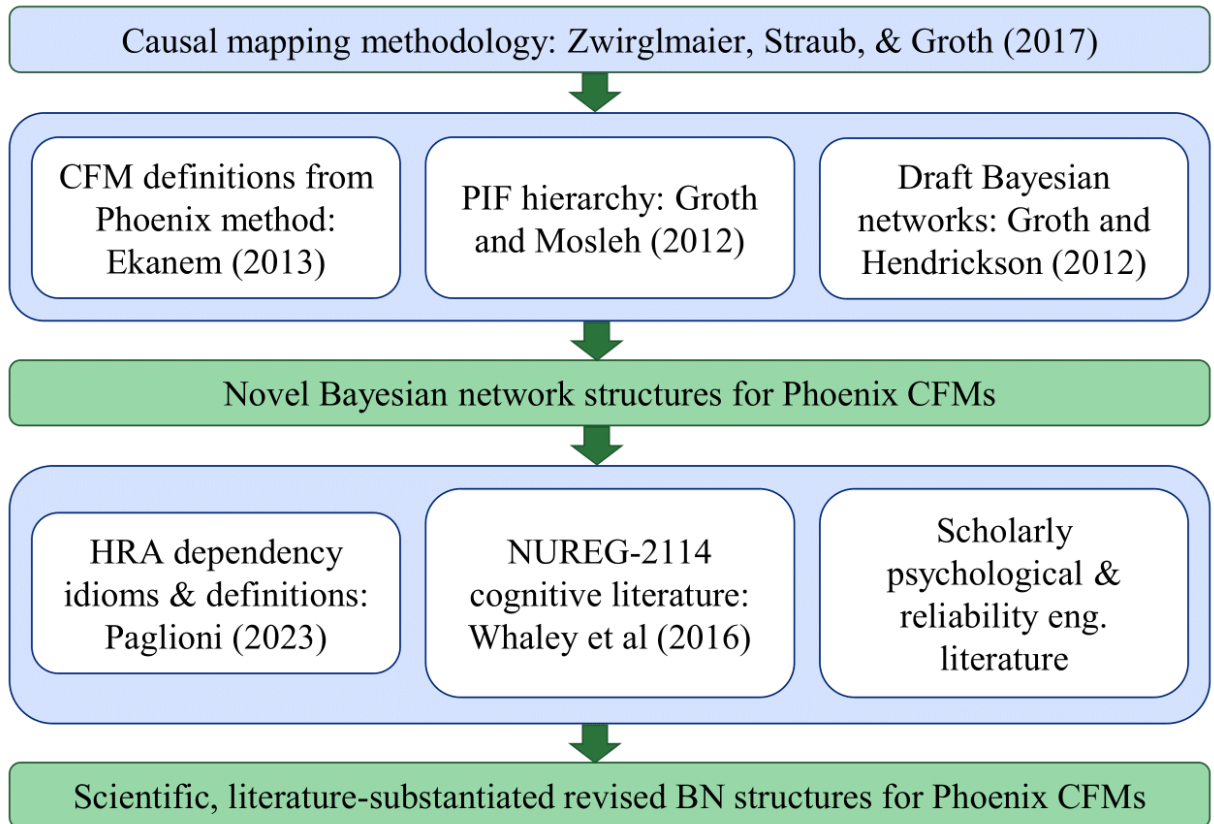 Causal mapping methodology: Zwirglmaier, Straub, & Groth (2017)
CFM definitions from
Phoenix method:
Ekanem (2013)
PIF hierarchy: Groth
and Mosleh (2012)
Draft Bayesian
networks: Groth and
Hendrickson (2012)
Novel Bayesian network structures for Phoenix CFMs
HRA dependency
idioms & definitions:
Paglioni (2023)
NUREG-2114
cognitive literature:
Whaley et al (2016)
Scholarly
psychological &
reliability eng.
literature
Scientific, literature-substantiated revised BN structures for Phoenix CFMs